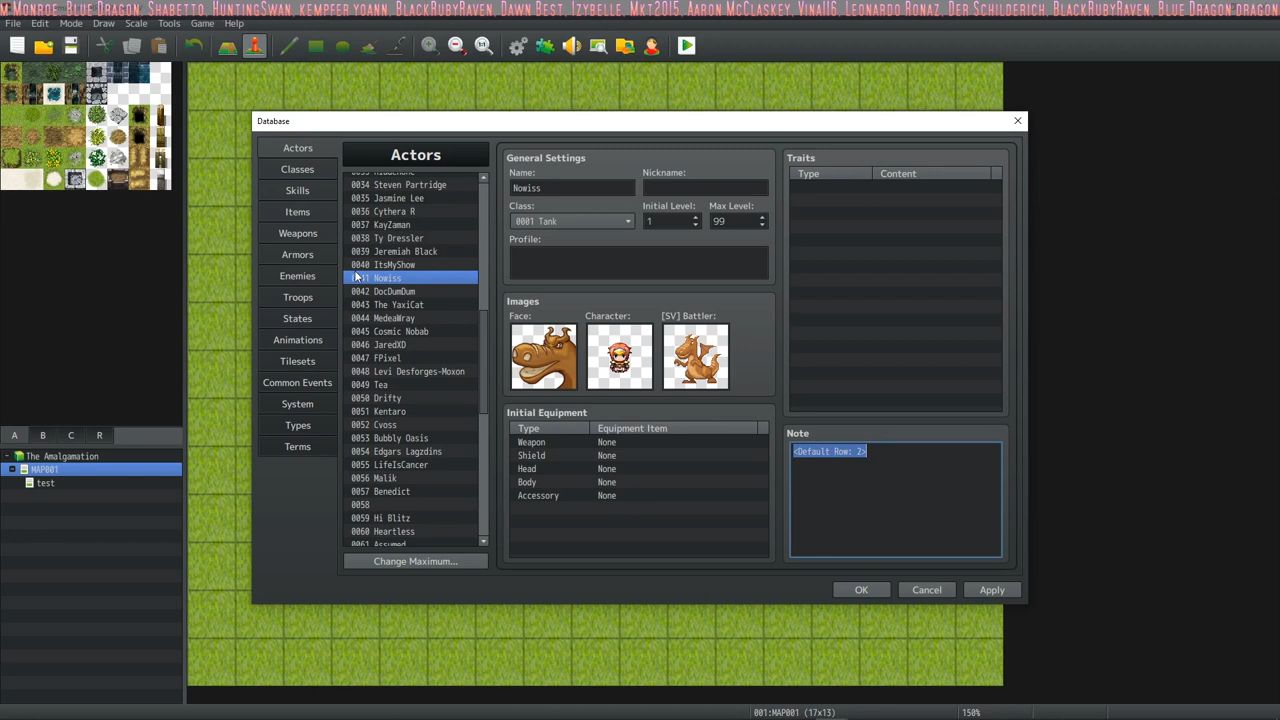 Monroe, Blue Dragon, Shabetto, HuntingSwan, kempfer yoann, BlackRubyRaven, Dawn Best, Izybelle, Mkt2015, Aaron McClaskey, Vinal16, Leonardo Ronaz, Der Schilderich, BlackRubyRaven, Blue Dragon dragon
File Edit Mode Draw Scale Tools Game Help
Database
Actors
Classes
Skills
Items
Weapons
Armors
Enemies
Troops
States
Animations
Tilesets
Common Events
System
Types
Terms
Actors
0034 Steven Partridge
0035 Jasmine Lee
0036 Cythera R
0037 KayZaman
0038 Ty Dressler
0039 Jeremiah Black
0040 ItsMyShow
0041 Nowiss
0042 DocDumDum
0043 The YaxiCat
0044 MedeaWray
0045 Cosmic Nobab
0046 JaredXD
0047 FPixel
0048 Levi Desforges-Moxon
0049 Tea
0050 Drifty
0051 Kentaro
0052 Cvoss
0053 Bubbly Oasis
0054 Edgars Lagzdins
0055 LifeIsCancer
0056 Malik
0057 Benedict
0058
0059 Hi Blitz
0060 Heartless
0061 Assumed
Change Maximum...
General Settings
Name:
Nickname:
Nowiss
Class:
Initial Level:
Max Level:
0001 Tank
1
99
Profile:
Images
Face:
Character:
[SV] Battler:
Initial Equipment
Type Equipment Item
Weapon None
Shield None
Head None
Body None
Accessory None
Traits
Type Content
Note
<Default Row: 2>
OK
Cancel
Apply
A B C R
The Amalgamation
MAP001
test
001:MAP001 (17x13)
150%